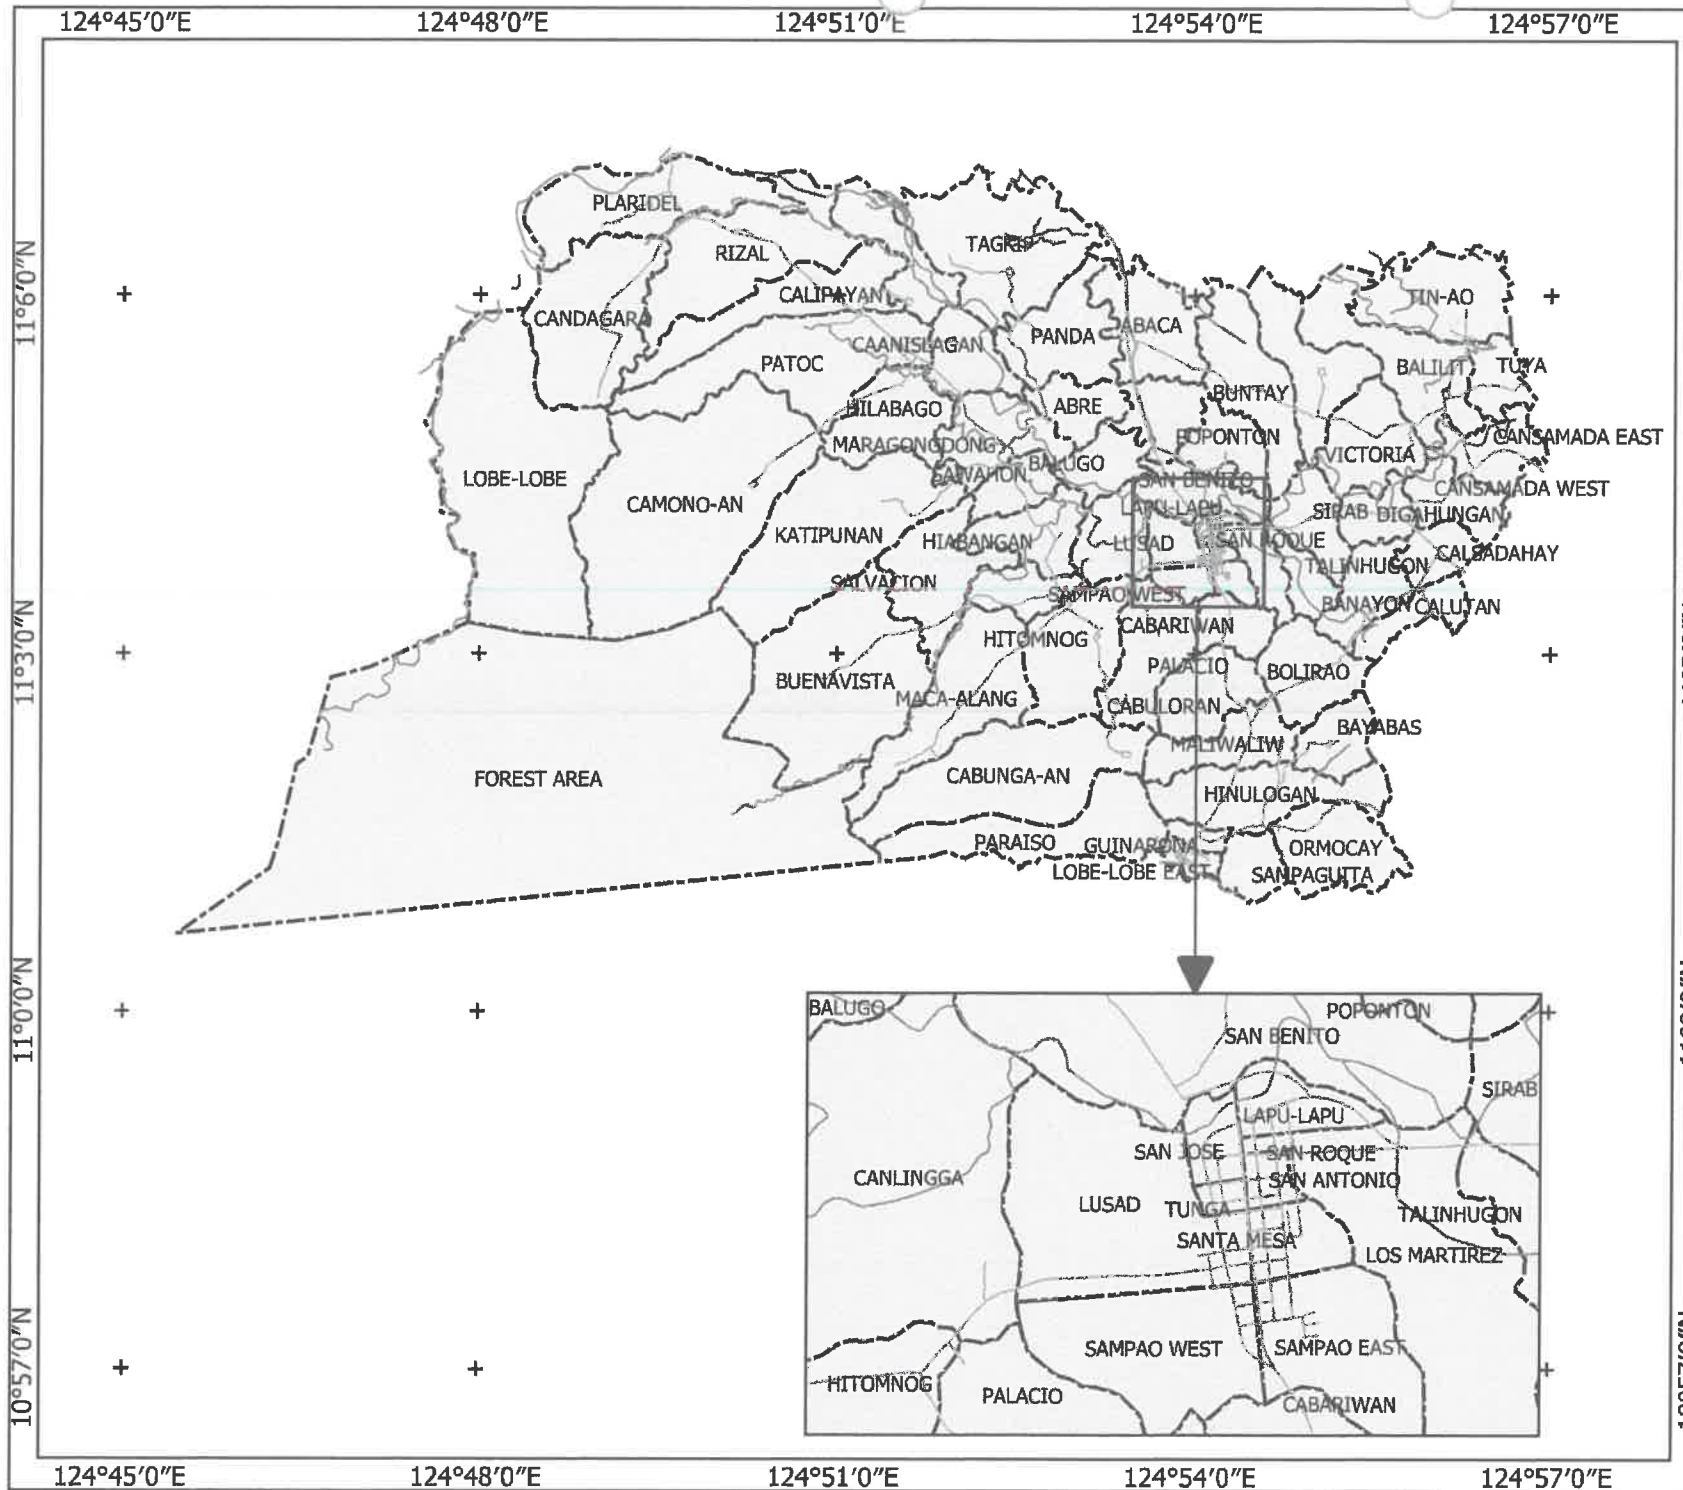 124°45'0"E 124°48'0"E 124°51'0"E 124°54'0"E 124°57'0"E
11°6'0"N
11°3'0"N
11°0'0"N
10°57'0"N
PLARIDEL
RIZAL
TAGKIP
CALIPAYAN
TIN-AO
CANDAGARA
PANDA
ABACA
CAANISLAGAN
PATOC
BALILIT
TUYA
BUNTAY
HILABAGO
ABRE
MARAGONGDONG
POPONTON
CANSAMADA EAST
VICTORIA
BALUGO
SAWAHON
LOBE-LOBE
SAN BENITO
CANSAMADA WEST
CAMONO-AN
LAPU-LAPU
SIRAB
DIGAHUNGAN
KATIPUNAN
HIABANGAN
LUSAD
SAN ROQUE
CALSADAHAY
TALINHUGON
SALVACION
SAMPAO WEST
BANAYON
CALUTAN
CABARIWAN
HITOMNOG
PALACIO
BOLIRAO
BUENAVISTA
MACA-ALANG
CABULORAN
BAYABAS
MALIWALIW
FOREST AREA
CABUNGA-AN
HINULOGAN
PARAISO
GUINARONA
ORMOCAY
LOBE-LOBE EAST
SAMPAGUITA
BALUGO
POPONTON
SAN BENITO
SIRAB
LAPU-LAPU
SAN JOSE
SAN ROQUE
CANLINGGA
SAN ANTONIO
LUSAD
TUNGA
TALINHUGON
SANTA MESA
LOS MARTIREZ
SAMPAO WEST
SAMPAO EAST
HITOMNOG
PALACIO
CABARIWAN
124°45'0"E 124°48'0"E 124°51'0"E 124°54'0"E 124°57'0"E